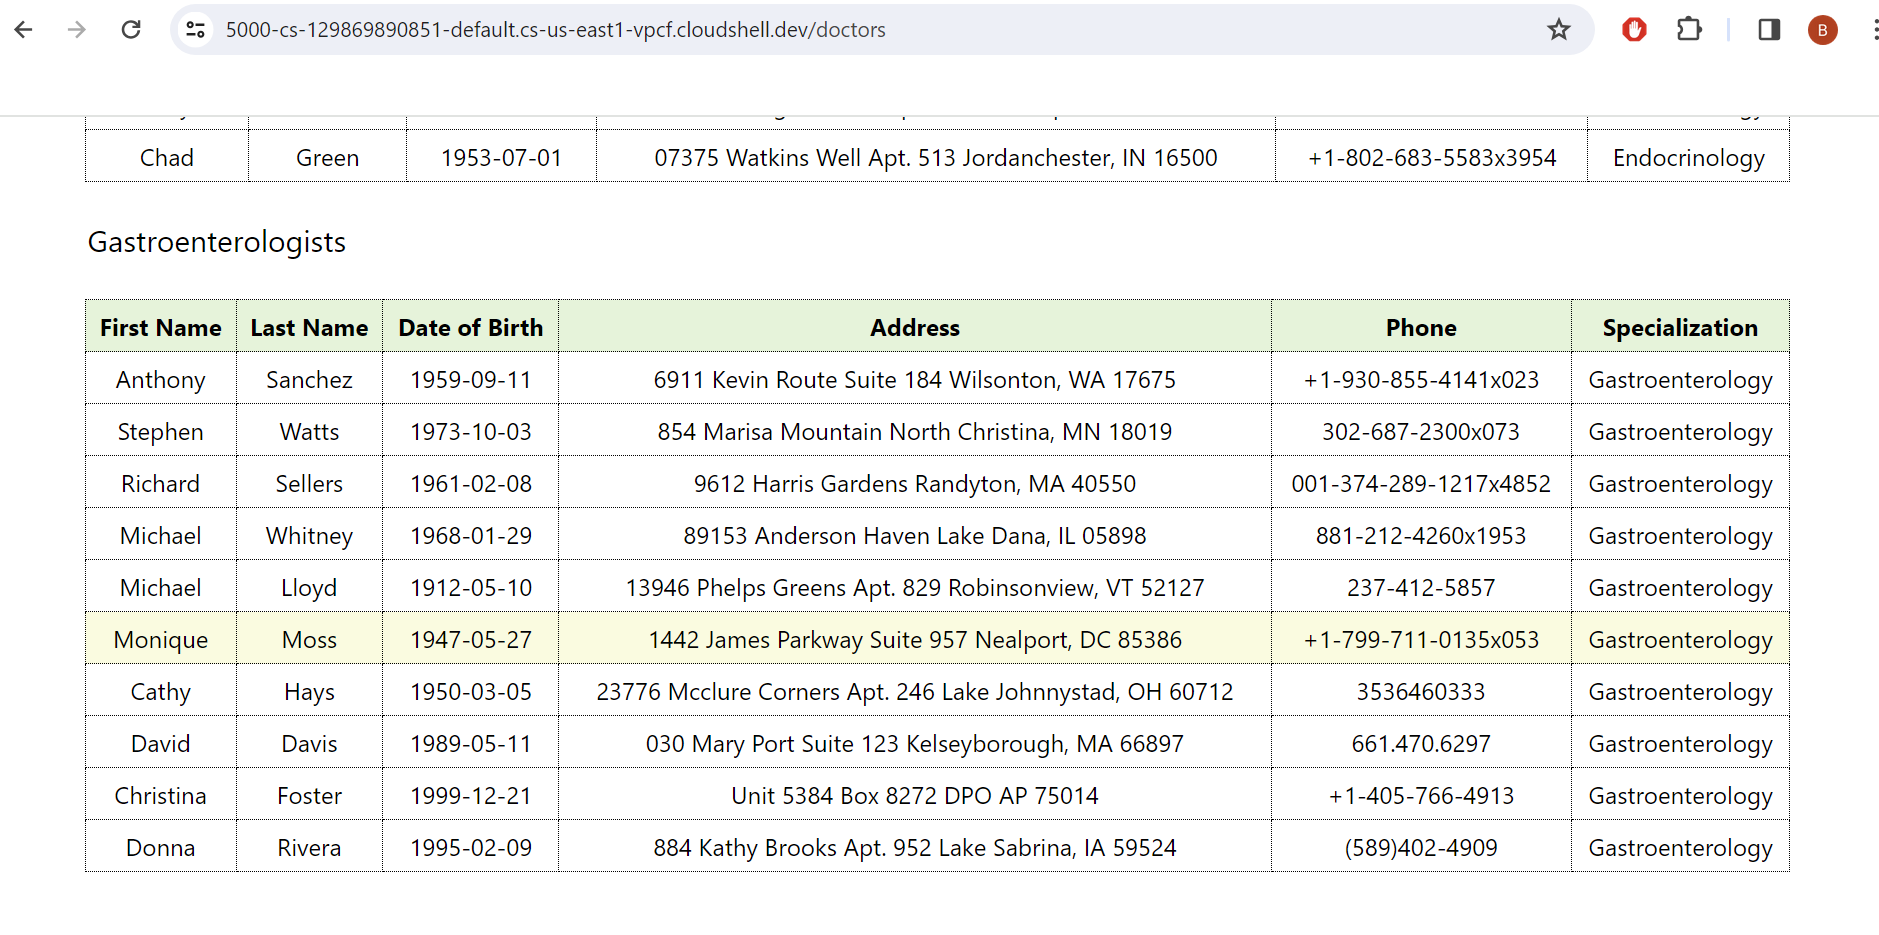 5000-cs-129869890851-default.cs-us-east1-vpcf.cloudshell.dev/doctors
B
Chad Green 1953-07-01 07375 Watkins Well Apt. 513 Jordanchester, IN 16500 +1-802-683-5583x3954 Endocrinology
Gastroenterologists
First Name Last Name Date of Birth Address Phone Specialization
Anthony Sanchez 1959-09-11 6911 Kevin Route Suite 184 Wilsonton, WA 17675 +1-930-855-4141x023 Gastroenterology
Stephen Watts 1973-10-03 854 Marisa Mountain North Christina, MN 18019 302-687-2300x073 Gastroenterology
Richard Sellers 1961-02-08 9612 Harris Gardens Randyton, MA 40550 001-374-289-1217x4852 Gastroenterology
Michael Whitney 1968-01-29 89153 Anderson Haven Lake Dana, IL 05898 881-212-4260x1953 Gastroenterology
Michael Lloyd 1912-05-10 13946 Phelps Greens Apt. 829 Robinsonview, VT 52127 237-412-5857 Gastroenterology
Monique Moss 1947-05-27 1442 James Parkway Suite 957 Nealport, DC 85386 +1-799-711-0135x053 Gastroenterology
Cathy Hays 1950-03-05 23776 Mcclure Corners Apt. 246 Lake Johnnystad, OH 60712 3536460333 Gastroenterology
David Davis 1989-05-11 030 Mary Port Suite 123 Kelseyborough, MA 66897 661.470.6297 Gastroenterology
Christina Foster 1999-12-21 Unit 5384 Box 8272 DPO AP 75014 +1-405-766-4913 Gastroenterology
Donna Rivera 1995-02-09 884 Kathy Brooks Apt. 952 Lake Sabrina, IA 59524 (589)402-4909 Gastroenterology